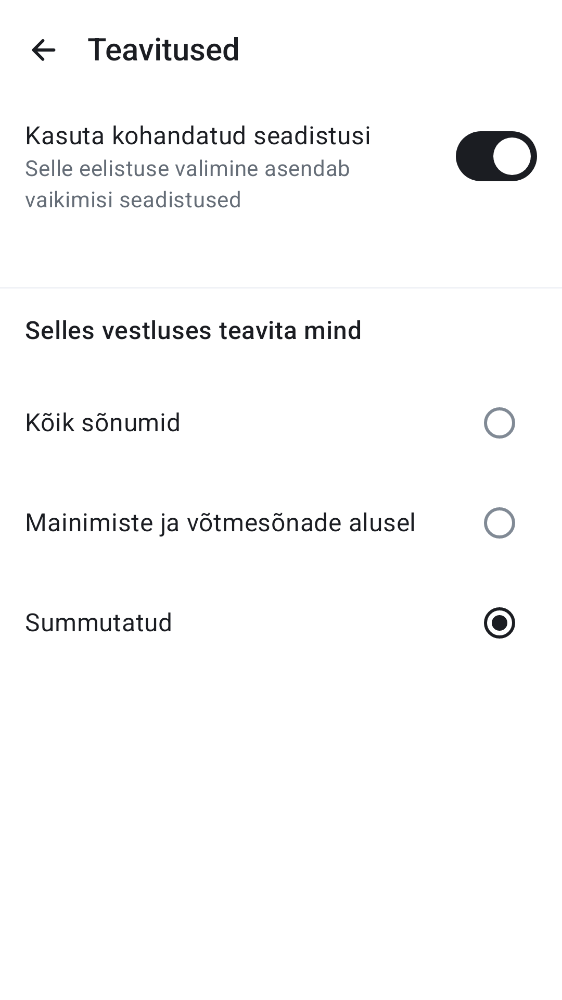 Teavitused
Kasuta kohandatud seadistusi
Selle eelistuse valimine asendab
vaikimisi seadistused
Selles vestluses teavita mind
Kõik sõnumid
Mainimiste ja võtmesõnade alusel
Summutatud